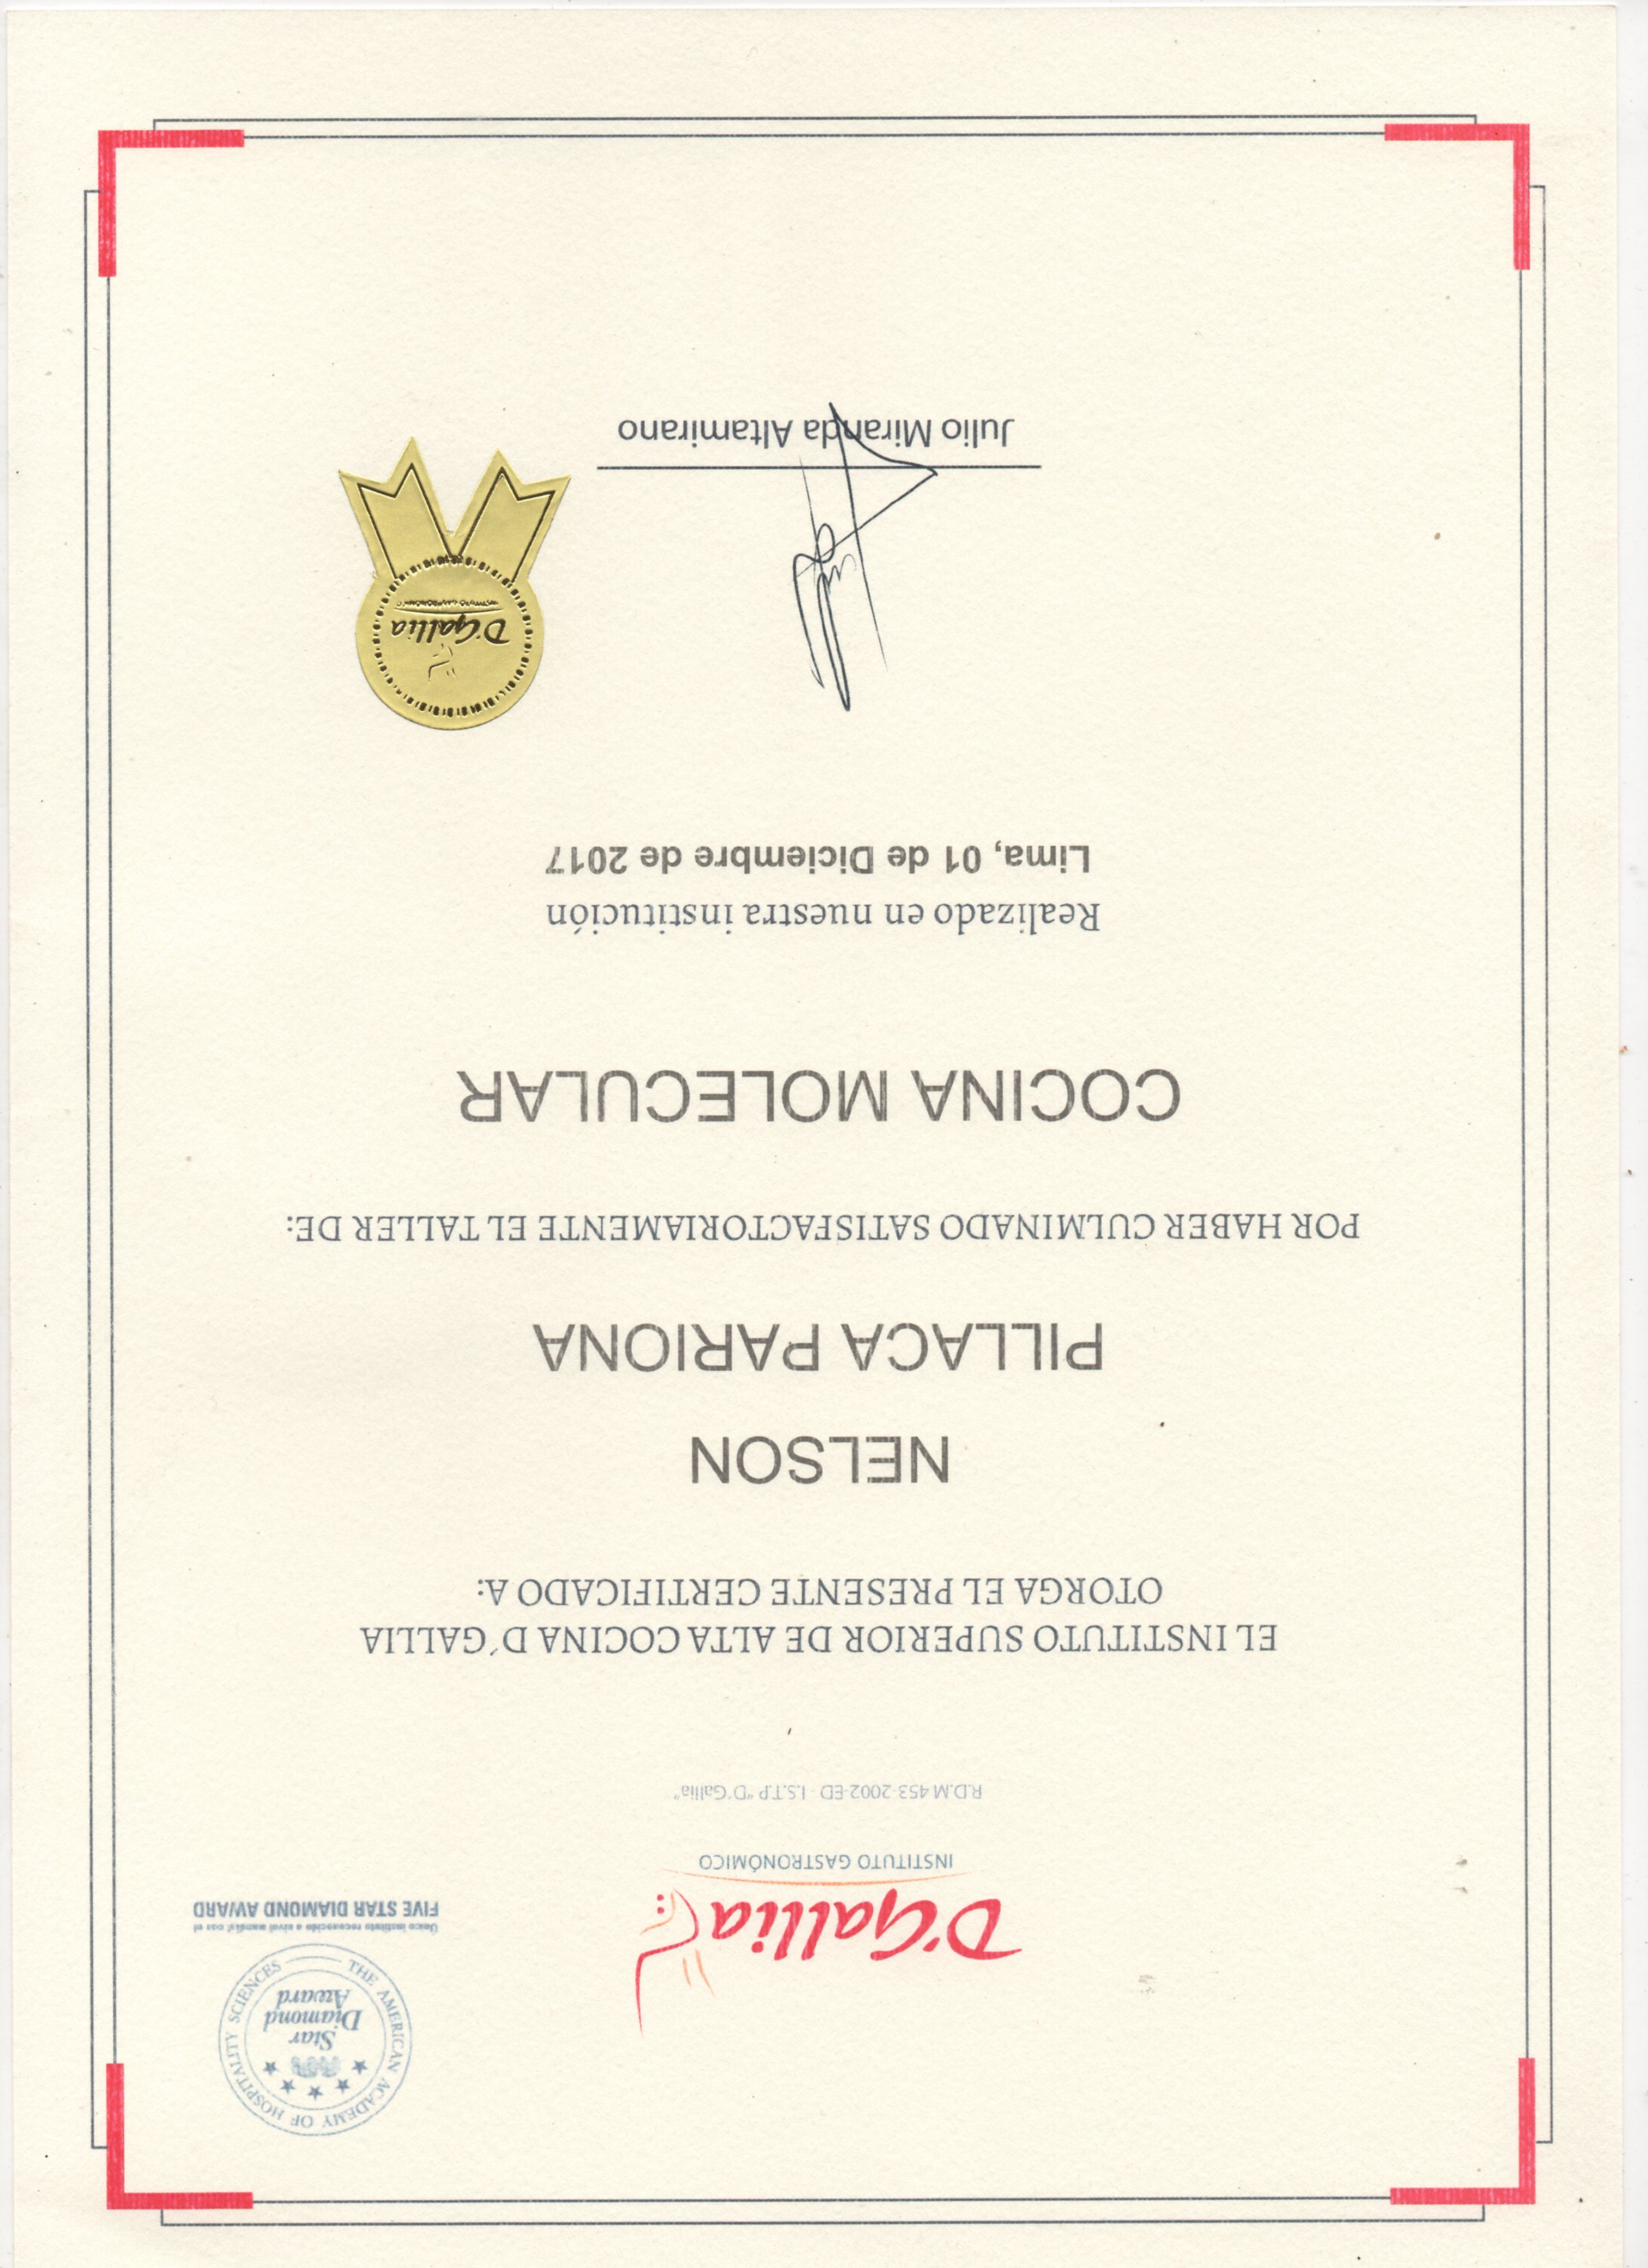 THE AMERICAN ACADEMY OF HOSPITALITY SCIENCES
Star
Diamond
Award
Único instituto reconocido a nivel mundial con el
FIVE STAR DIAMOND AWARD
D´Gallia
INSTITUTO GASTRONÓMICO
R.D.M 453-2002-ED - I.S.T.P "D´Gallia"
EL INSTITUTO SUPERIOR DE ALTA COCINA D´GALLIA
OTORGA EL PRESENTE CERTIFICADO A:
NELSON
PILLACA PARIONA
POR HABER CULMINADO SATISFACTORIAMENTE EL TALLER DE:
COCINA MOLECULAR
Realizado en nuestra institución
Lima, 01 de Diciembre de 2017
D´Gallia
INSTITUTO GASTRONÓMICO
Julio Miranda Altamirano